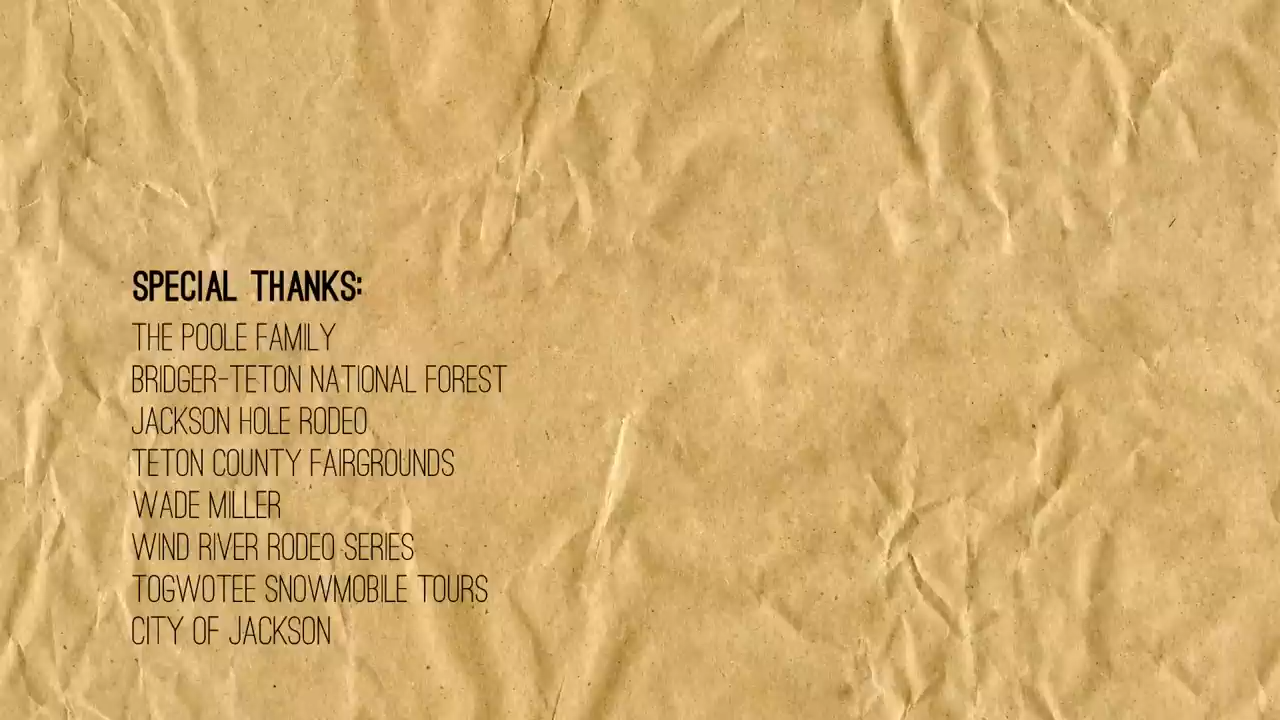 SPECIAL THANKS:
THE POOLE FAMILY
BRIDGER-TETON NATIONAL FOREST
JACKSON HOLE RODEO
TETON COUNTY FAIRGROUNDS
WADE MILLER
WIND RIVER RODEO SERIES
TOGWOTEE SNOWMOBILE TOURS
CITY OF JACKSON